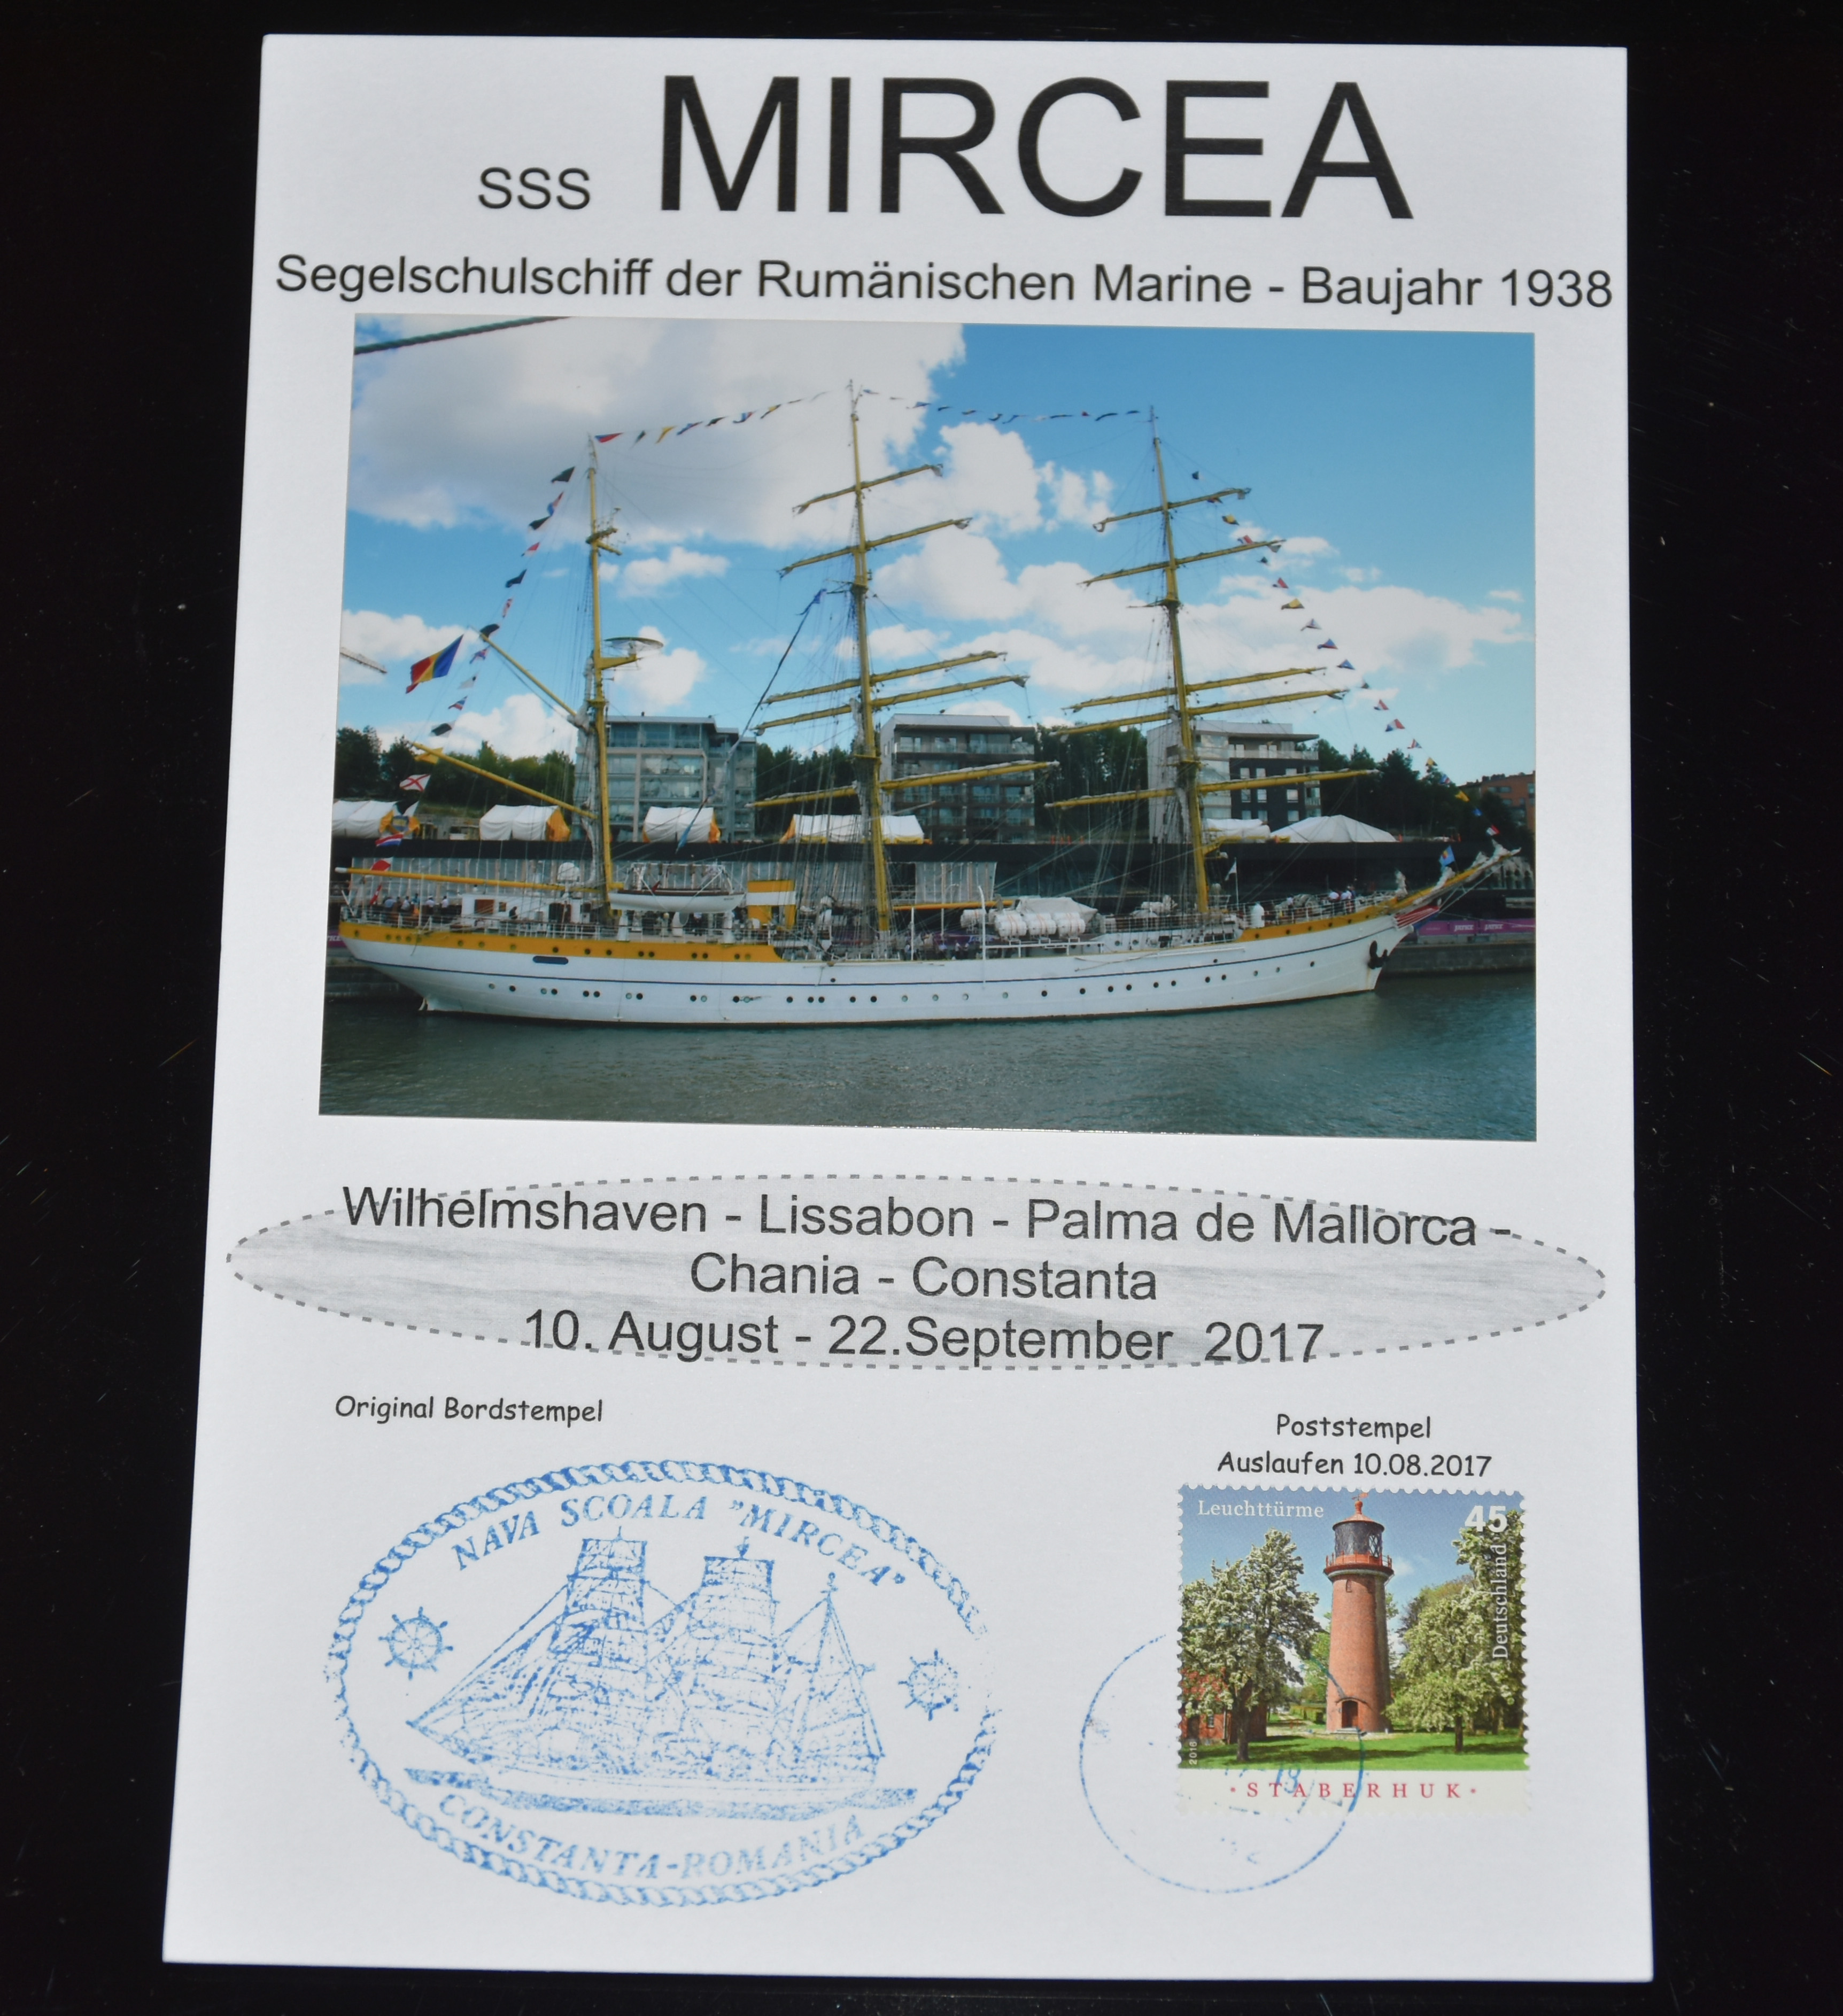 SSS MIRCEA
Segelschulschiff der Rumänischen Marine - Baujahr 1938
Wilhelmshaven - Lissabon - Palma de Mallorca -
Chania - Constanta
10. August - 22.September 2017
Original Bordstempel
NAVA SCOALA "MIRCEA"
CONSTANTA-ROMANIA
Poststempel
Auslaufen 10.08.2017
Leuchttürme 45
Deutschland
2016
•STABERHUK•